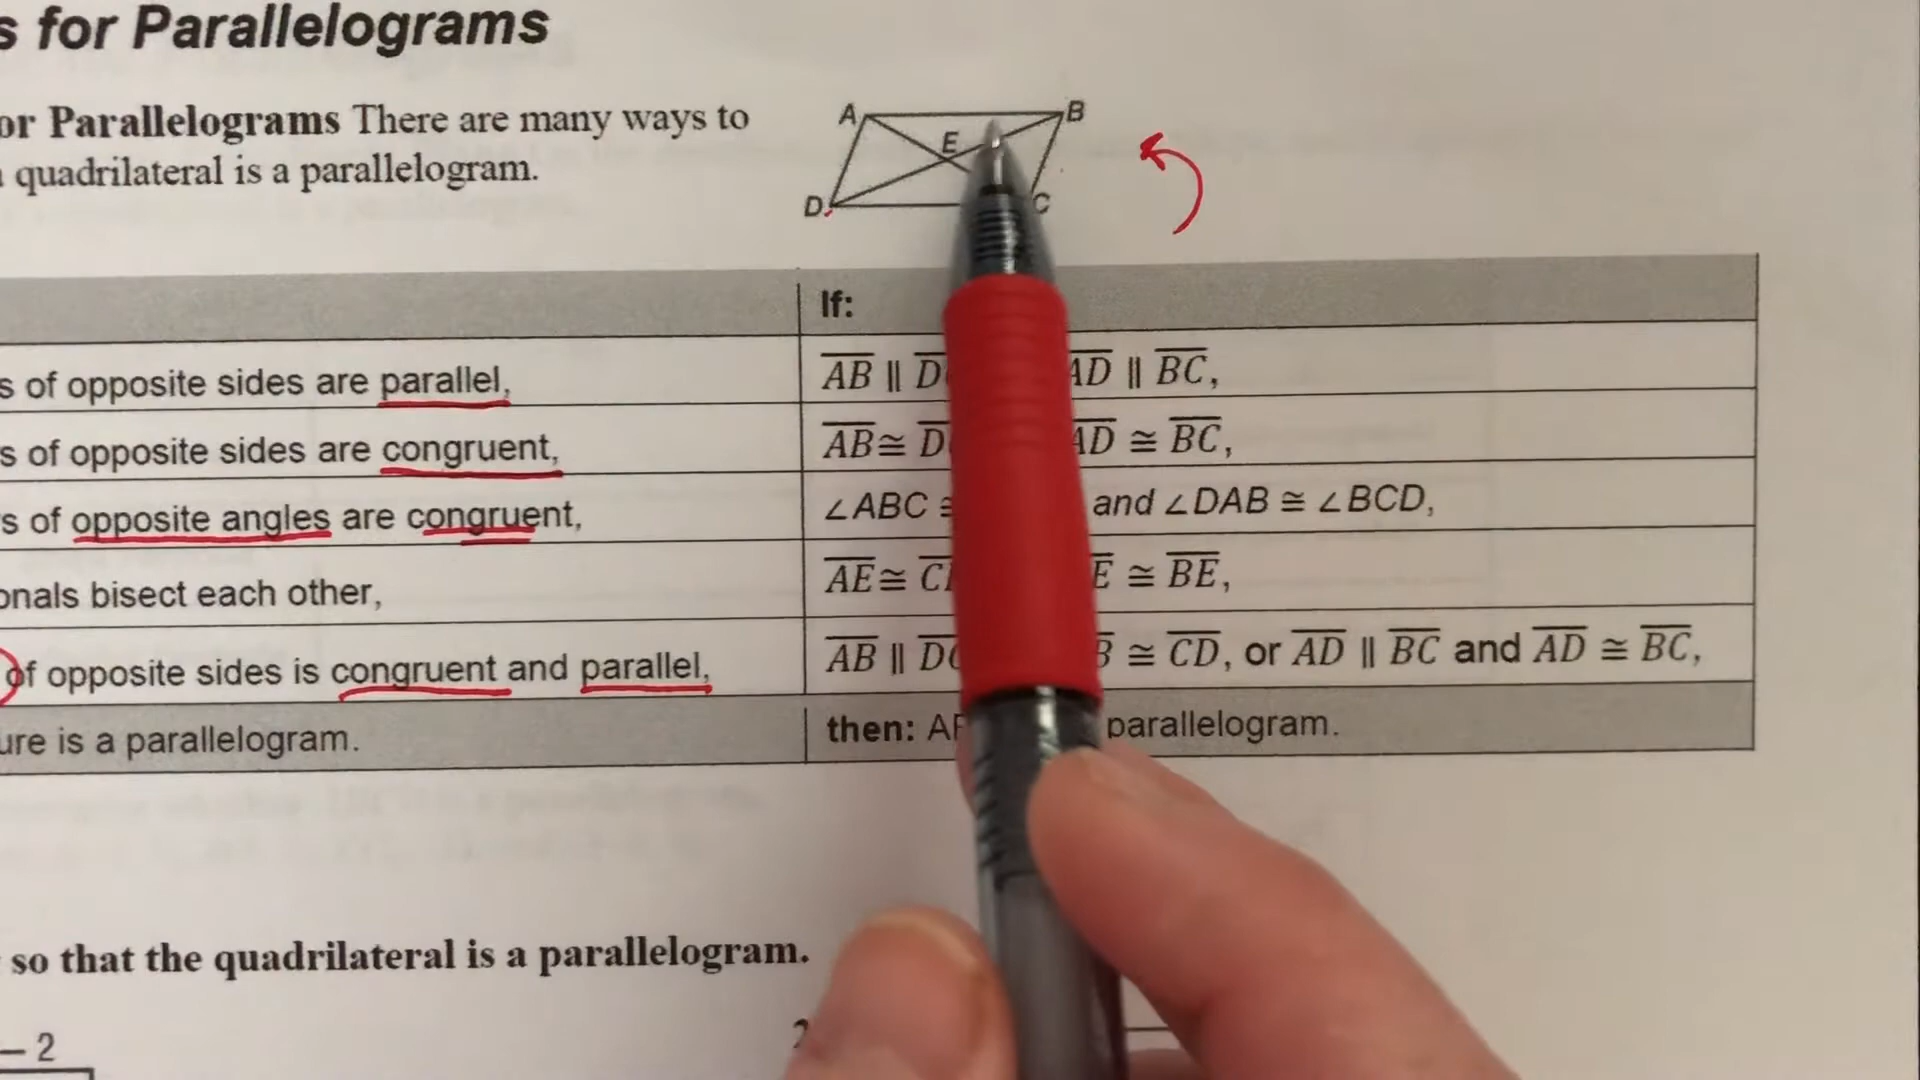 s for Parallelograms
or Parallelograms There are many ways to
quadrilateral is a parallelogram.
A B
E
D C
If:
s of opposite sides are parallel, AB ∥ D AD ∥ BC,
s of opposite sides are congruent, AB ≅ D AD ≅ BC,
s of opposite angles are congruent, ∠ABC ≅ and ∠DAB ≅ ∠BCD,
onals bisect each other, AE ≅ C E ≅ BE,
of opposite sides is congruent and parallel, AB ∥ DC B ≅ CD, or AD ∥ BC and AD ≅ BC,
ure is a parallelogram. then: A parallelogram.
so that the quadrilateral is a parallelogram.
– 2
2